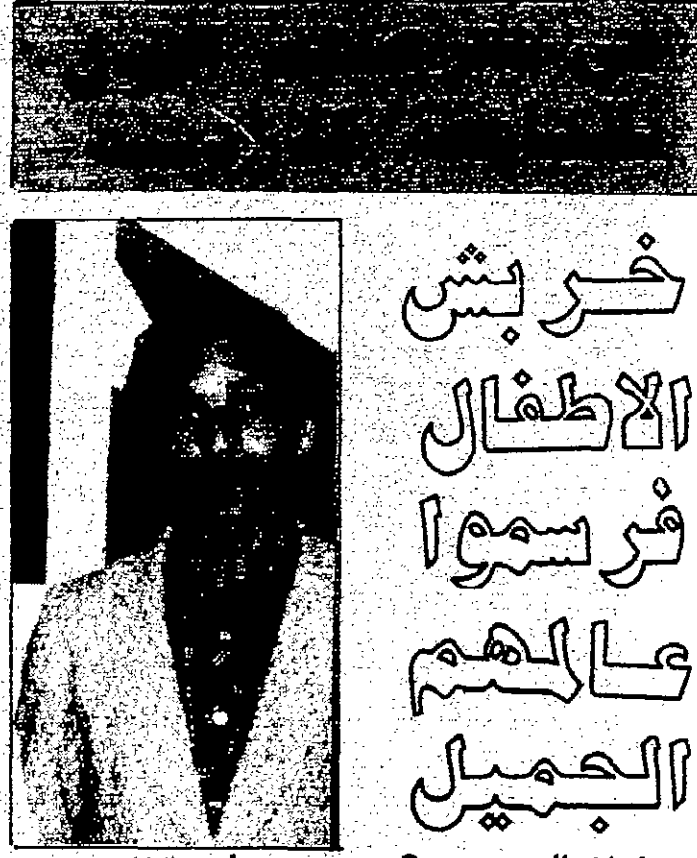 خربش
الاطفال
فرسموا
عالمهم
الجميل